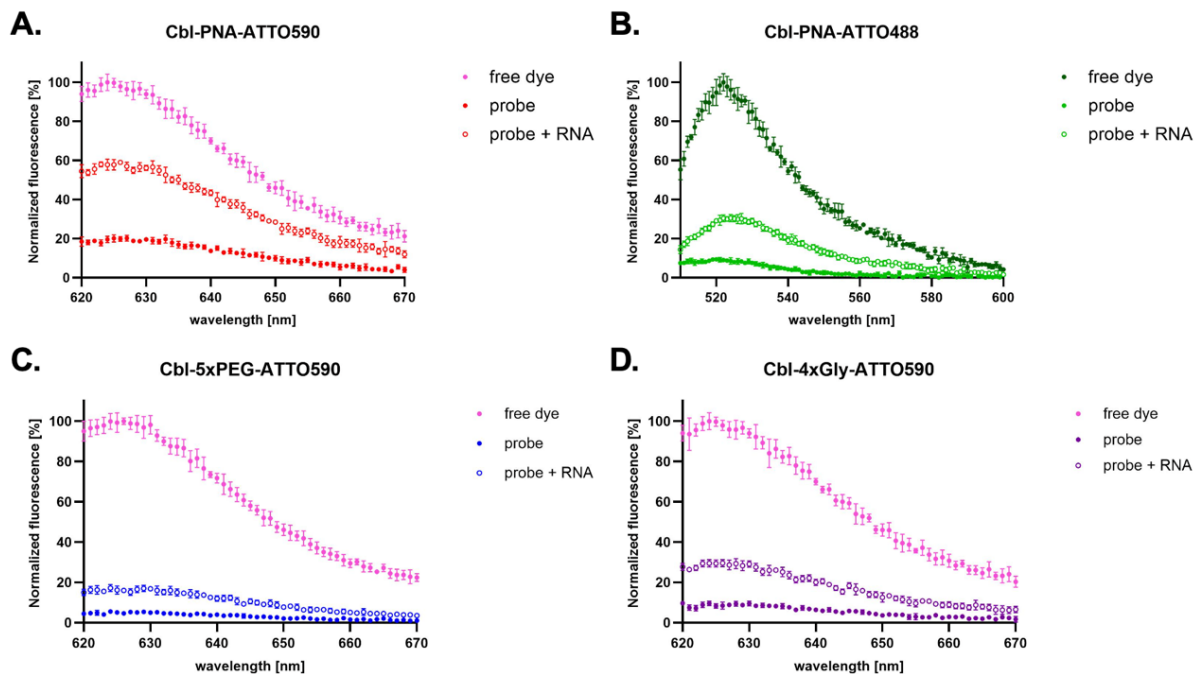 A.
Cbl-PNA-ATTO590
Normalized fluorescence [%]
100
80
60
40
20
0
620
630
640
650
660
670
wavelength [nm]
free dye
probe
probe + RNA
B.
Cbl-PNA-ATTO488
Normalized fluorescence [%]
100
80
60
40
20
0
520
540
560
580
600
wavelength [nm]
free dye
probe
probe + RNA
C.
Cbl-5xPEG-ATTO590
Normalized fluorescence [%]
100
80
60
40
20
0
620
630
640
650
660
670
wavelength [nm]
free dye
probe
probe + RNA
D.
Cbl-4xGly-ATTO590
Normalized fluorescence [%]
100
80
60
40
20
0
620
630
640
650
660
670
wavelength [nm]
free dye
probe
probe + RNA